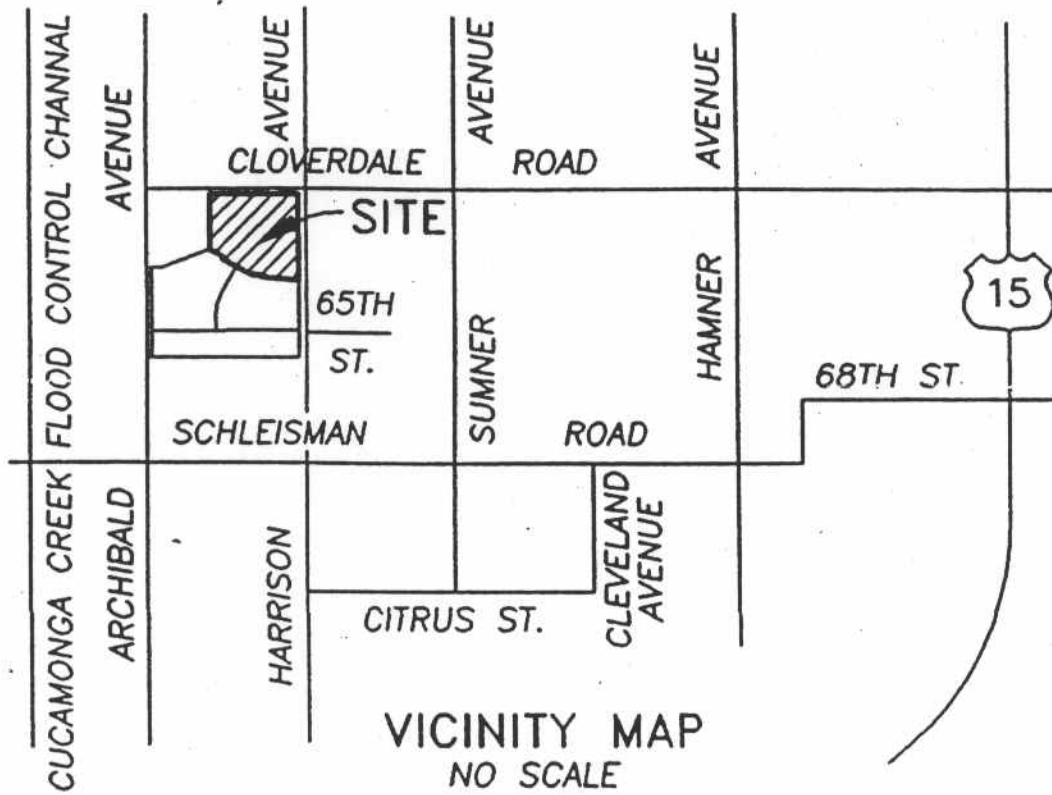 CUCAMONGA CREEK FLOOD CONTROL CHANNAL
ARCHIBALD AVENUE
HARRISON AVENUE
SUMNER AVENUE
HAMNER AVENUE
CLOVERDALE ROAD
SITE
65TH
ST.
15
68TH ST.
SCHLEISMAN ROAD
CLEVELAND
AVENUE
CITRUS ST.
VICINITY MAP
NO SCALE